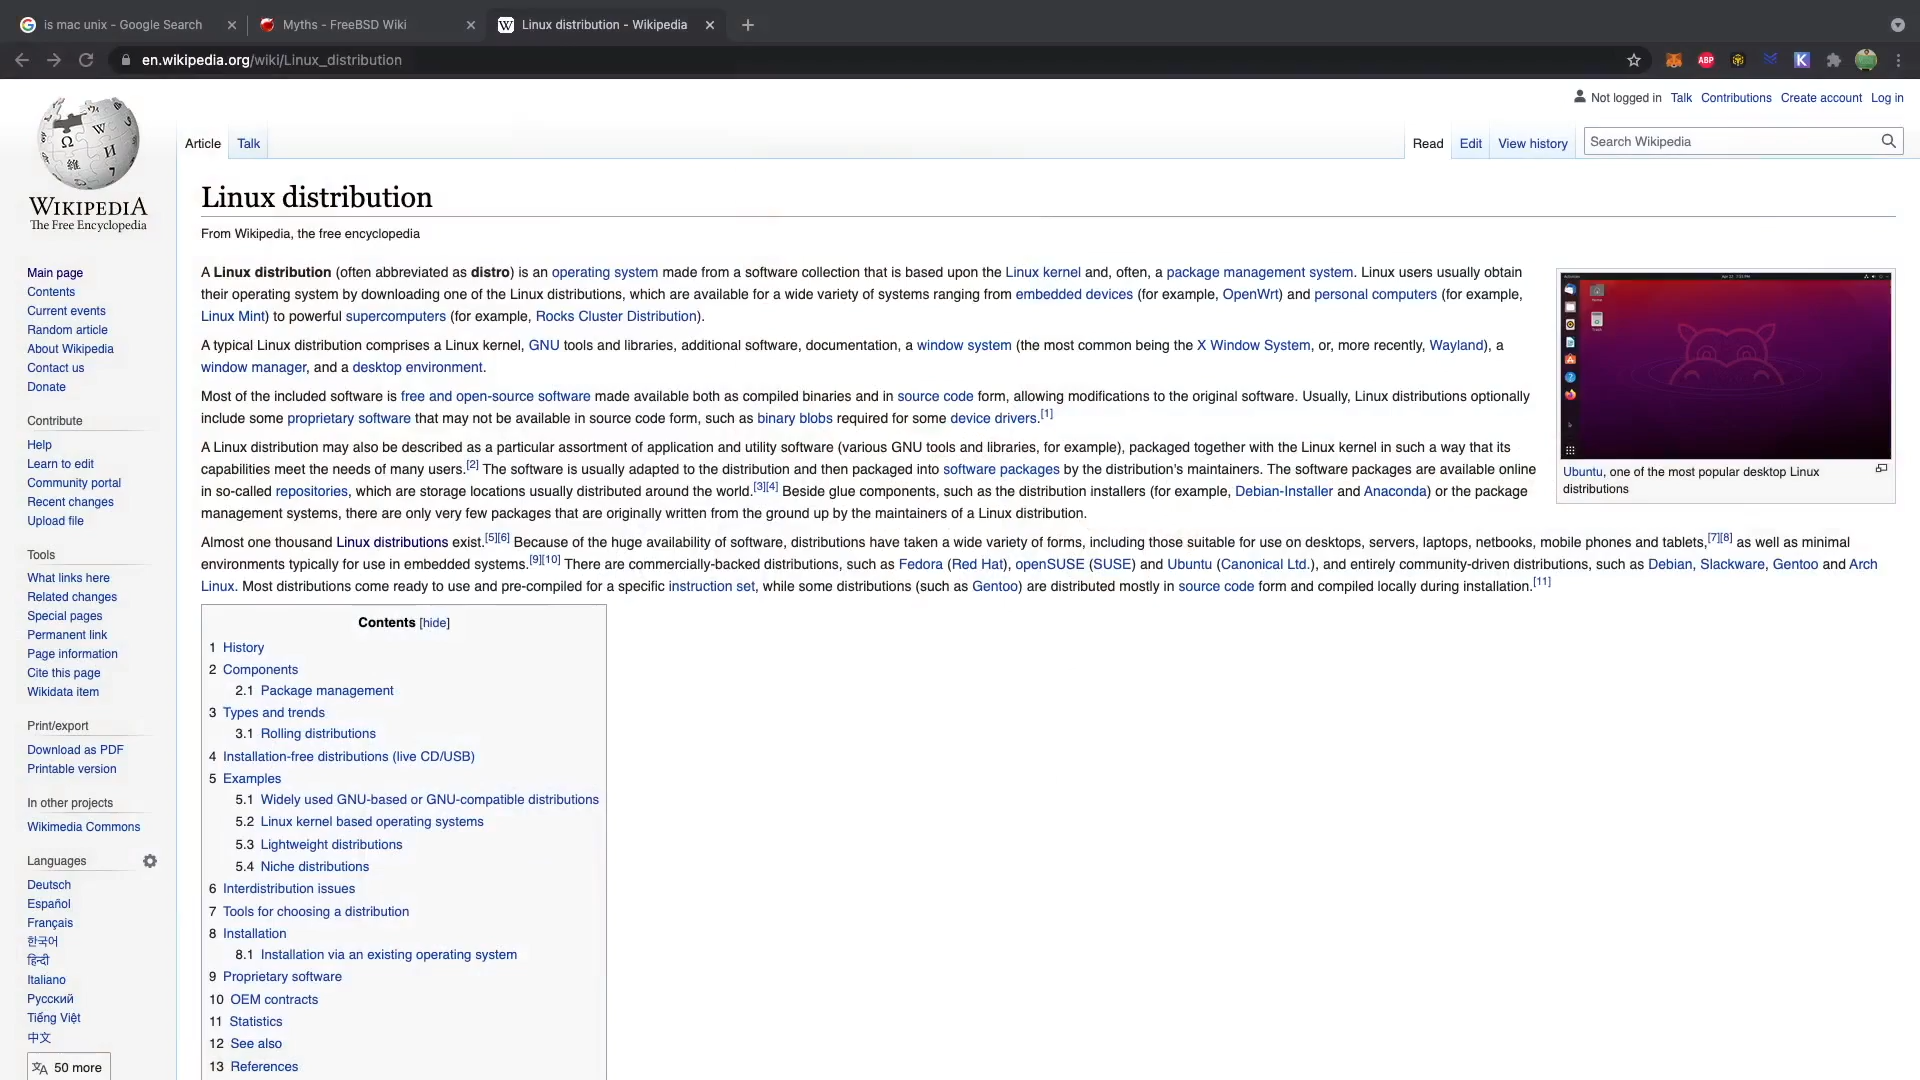 is mac unix - Google Search
Myths - FreeBSD Wiki
Linux distribution - Wikipedia
en.wikipedia.org/wiki/Linux_distribution
ABP
K
Not logged in Talk Contributions Create account Log in
Article Talk
Read Edit View history Search Wikipedia
WIKIPEDIA
The Free Encyclopedia
Main page
Contents
Current events
Random article
About Wikipedia
Contact us
Donate
Contribute
Help
Learn to edit
Community portal
Recent changes
Upload file
Tools
What links here
Related changes
Special pages
Permanent link
Page information
Cite this page
Wikidata item
Print/export
Download as PDF
Printable version
In other projects
Wikimedia Commons
Languages
Deutsch
Español
Français
한국어
हिन्दी
Italiano
Русский
Tiếng Việt
中文
50 more
Linux distribution
From Wikipedia, the free encyclopedia
A Linux distribution (often abbreviated as distro) is an operating system made from a software collection that is based upon the Linux kernel and, often, a package management system. Linux users usually obtain
their operating system by downloading one of the Linux distributions, which are available for a wide variety of systems ranging from embedded devices (for example, OpenWrt) and personal computers (for example,
Linux Mint) to powerful supercomputers (for example, Rocks Cluster Distribution).
A typical Linux distribution comprises a Linux kernel, GNU tools and libraries, additional software, documentation, a window system (the most common being the X Window System, or, more recently, Wayland), a
window manager, and a desktop environment.
Most of the included software is free and open-source software made available both as compiled binaries and in source code form, allowing modifications to the original software. Usually, Linux distributions optionally
include some proprietary software that may not be available in source code form, such as binary blobs required for some device drivers.[1]
A Linux distribution may also be described as a particular assortment of application and utility software (various GNU tools and libraries, for example), packaged together with the Linux kernel in such a way that its
capabilities meet the needs of many users.[2] The software is usually adapted to the distribution and then packaged into software packages by the distribution's maintainers. The software packages are available online
in so-called repositories, which are storage locations usually distributed around the world.[3][4] Beside glue components, such as the distribution installers (for example, Debian-Installer and Anaconda) or the package
management systems, there are only very few packages that are originally written from the ground up by the maintainers of a Linux distribution.
Ubuntu, one of the most popular desktop Linux
distributions
Almost one thousand Linux distributions exist.[5][6] Because of the huge availability of software, distributions have taken a wide variety of forms, including those suitable for use on desktops, servers, laptops, netbooks, mobile phones and tablets,[7][8] as well as minimal
environments typically for use in embedded systems.[9][10] There are commercially-backed distributions, such as Fedora (Red Hat), openSUSE (SUSE) and Ubuntu (Canonical Ltd.), and entirely community-driven distributions, such as Debian, Slackware, Gentoo and Arch
Linux. Most distributions come ready to use and pre-compiled for a specific instruction set, while some distributions (such as Gentoo) are distributed mostly in source code form and compiled locally during installation.[11]
Contents [hide]
1 History
2 Components
2.1 Package management
3 Types and trends
3.1 Rolling distributions
4 Installation-free distributions (live CD/USB)
5 Examples
5.1 Widely used GNU-based or GNU-compatible distributions
5.2 Linux kernel based operating systems
5.3 Lightweight distributions
5.4 Niche distributions
6 Interdistribution issues
7 Tools for choosing a distribution
8 Installation
8.1 Installation via an existing operating system
9 Proprietary software
10 OEM contracts
11 Statistics
12 See also
13 References